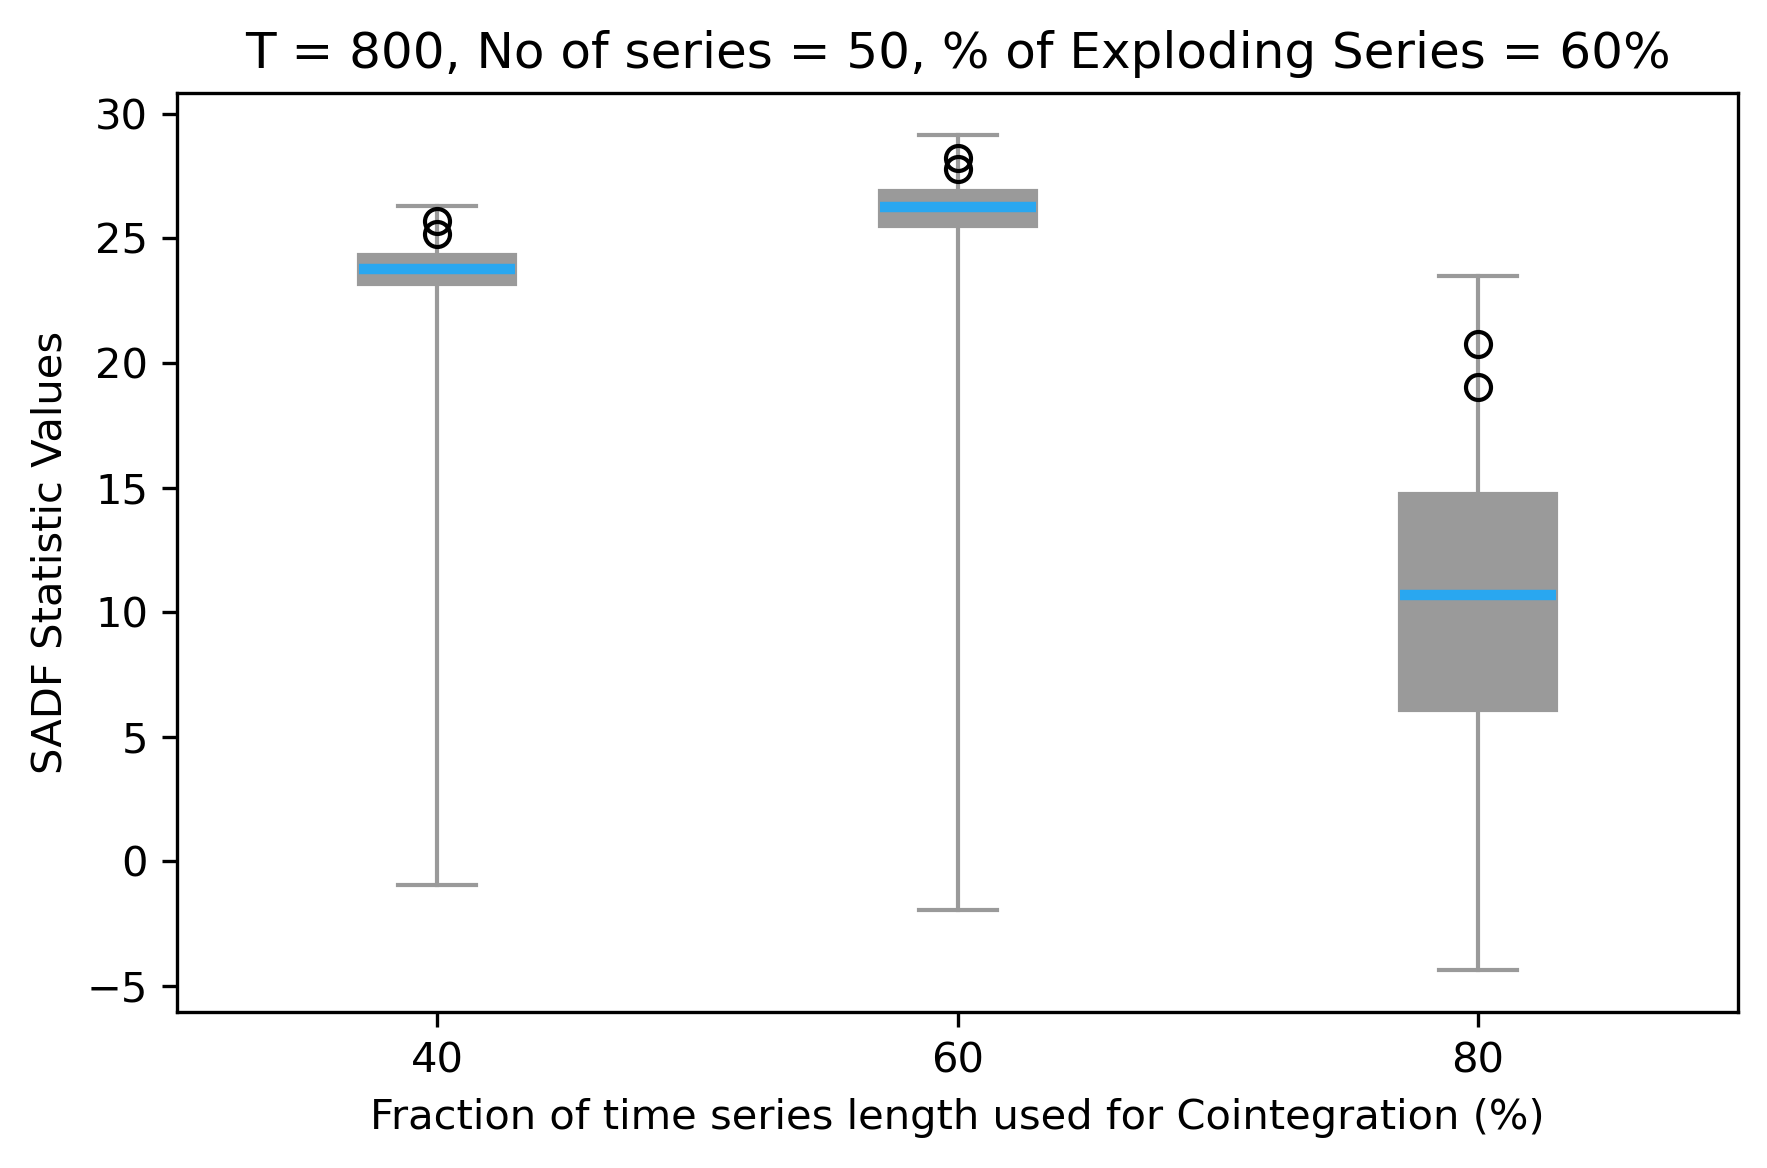 T = 800, No of series = 50, % of Exploding Series = 60%
30
25
20
15
10
5
0
−5
SADF Statistic Values
40 60 80
Fraction of time series length used for Cointegration (%)